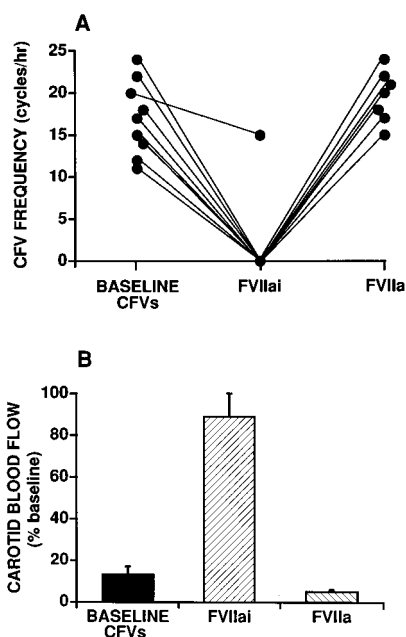 A
CFV FREQUENCY (cycles/hr)
25
20
15
10
5
0
BASELINE CFVs
FVIIai
FVIIa
B
CAROTID BLOOD FLOW
(% baseline)
100
80
60
40
20
0
BASELINE CFVs
FVIIai
FVIIa